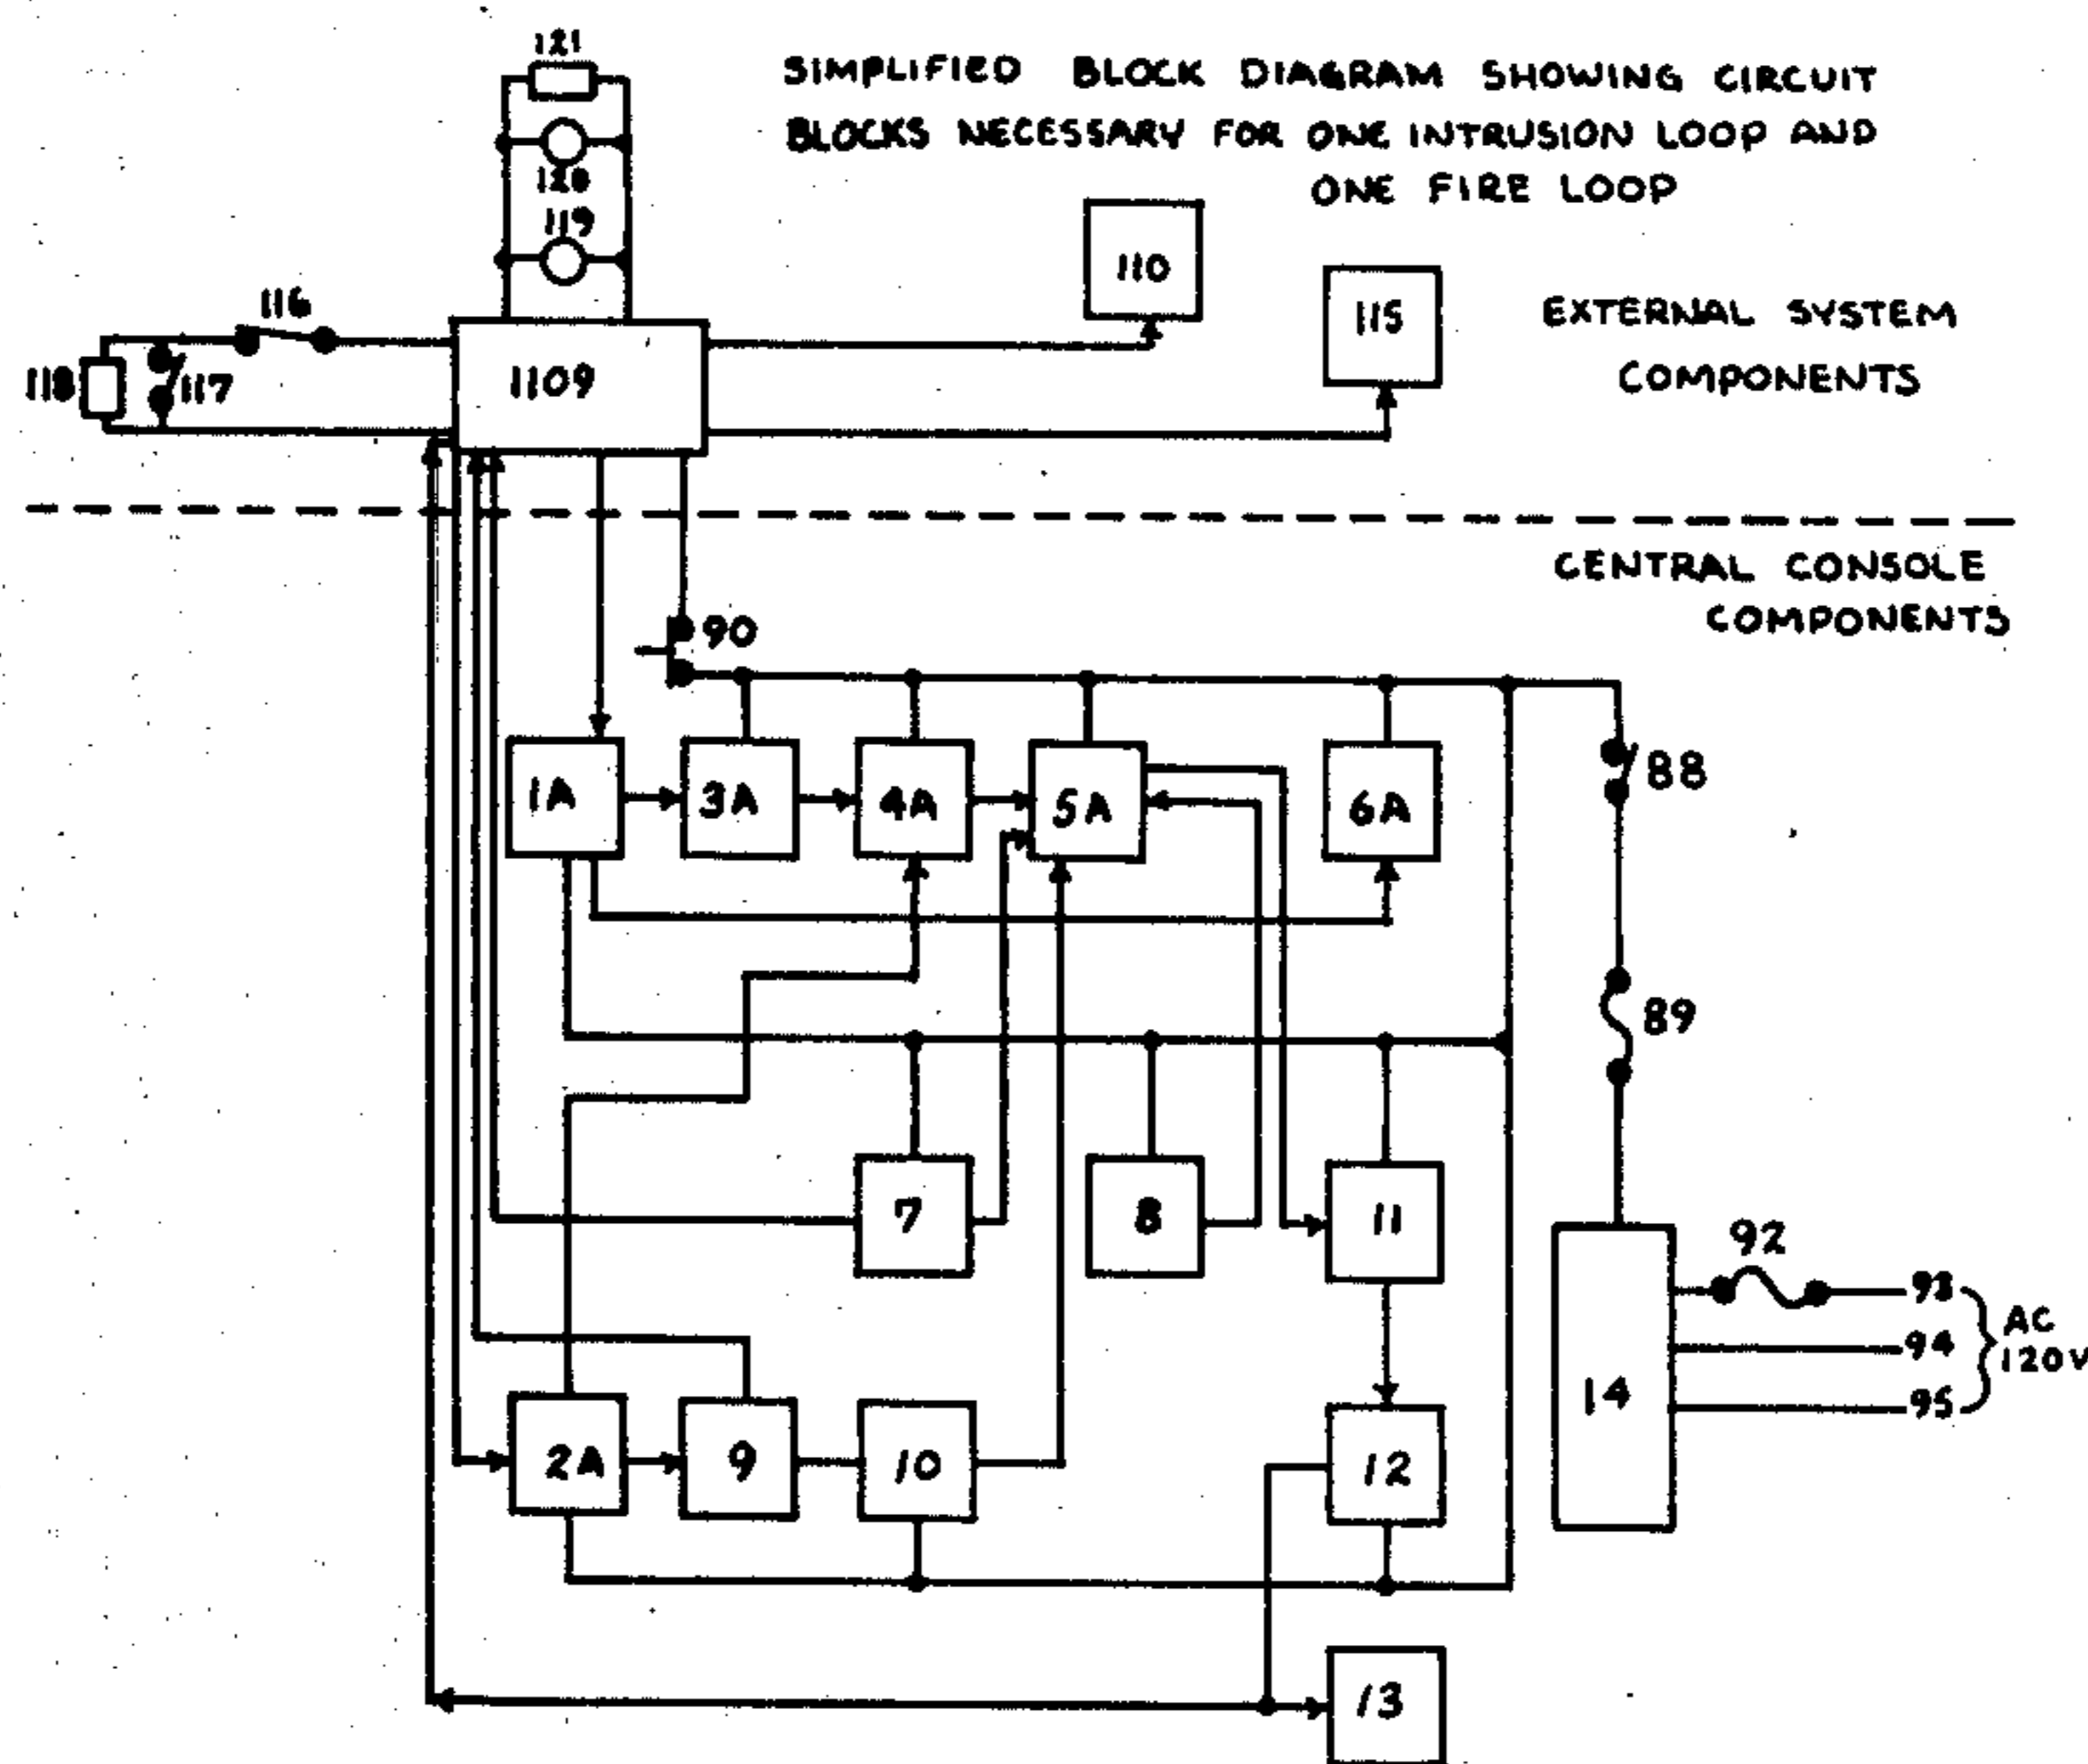 121
SIMPLIFIED BLOCK DIAGRAM SHOWING CIRCUIT
BLOCKS NECESSARY FOR ONE INTRUSION LOOP AND
ONE FIRE LOOP
120
119
110
116
115
EXTERNAL SYSTEM
COMPONENTS
118
117
1109
CENTRAL CONSOLE
COMPONENTS
90
88
1A
3A
4A
5A
6A
89
7
8
11
92
93
94
95
AC
120V
14
2A
9
10
12
13